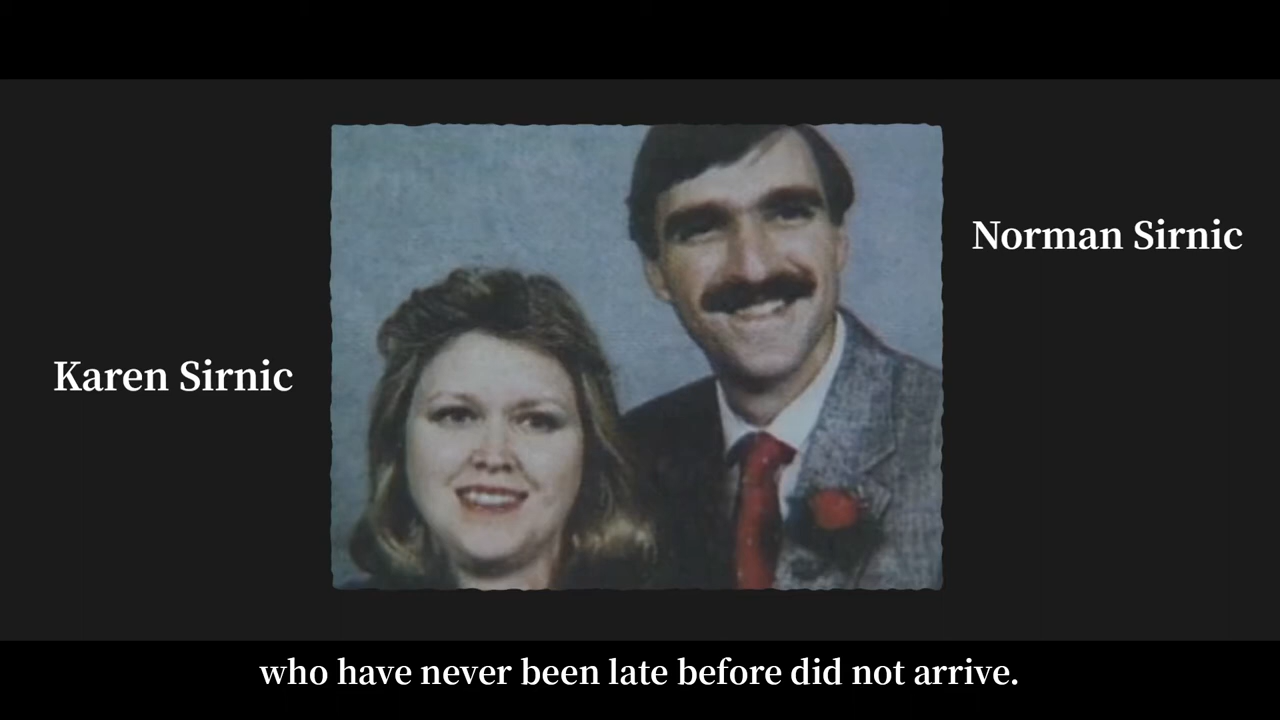 Norman Sirnic
Karen Sirnic
who have never been late before did not arrive.